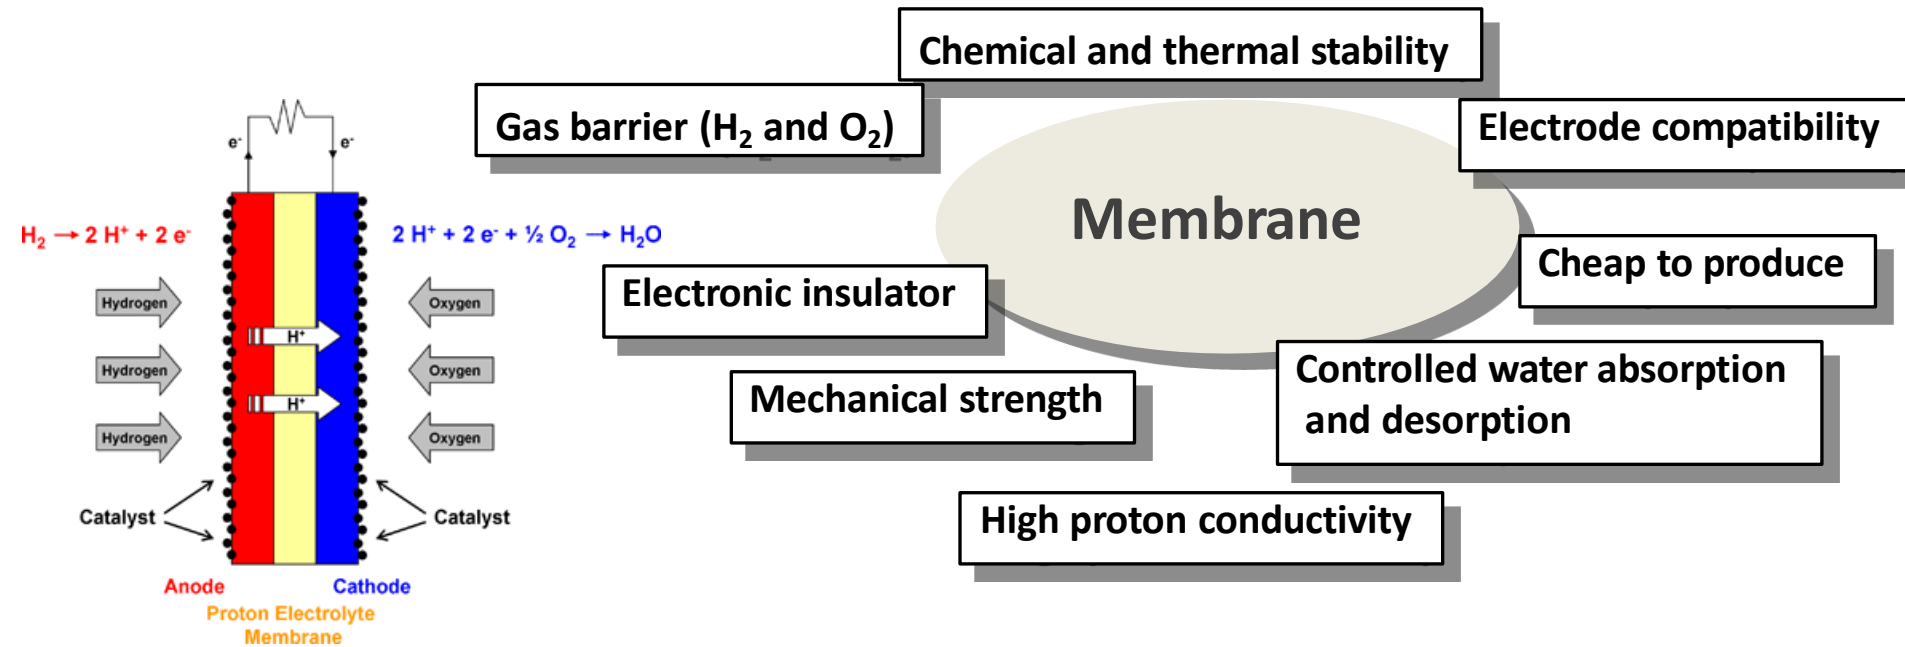 Chemical and thermal stability
Gas barrier (H₂ and O₂)
Electrode compatibility
e⁻
e⁻
Membrane
H₂ → 2 H⁺ + 2 e⁻
2 H⁺ + 2 e⁻ + ½ O₂ → H₂O
Cheap to produce
Electronic insulator
Hydrogen
Oxygen
H⁺
Hydrogen
Oxygen
Controlled water absorption
and desorption
Mechanical strength
H⁺
Hydrogen
Oxygen
High proton conductivity
Catalyst
Catalyst
Anode
Cathode
Proton Electrolyte
Membrane